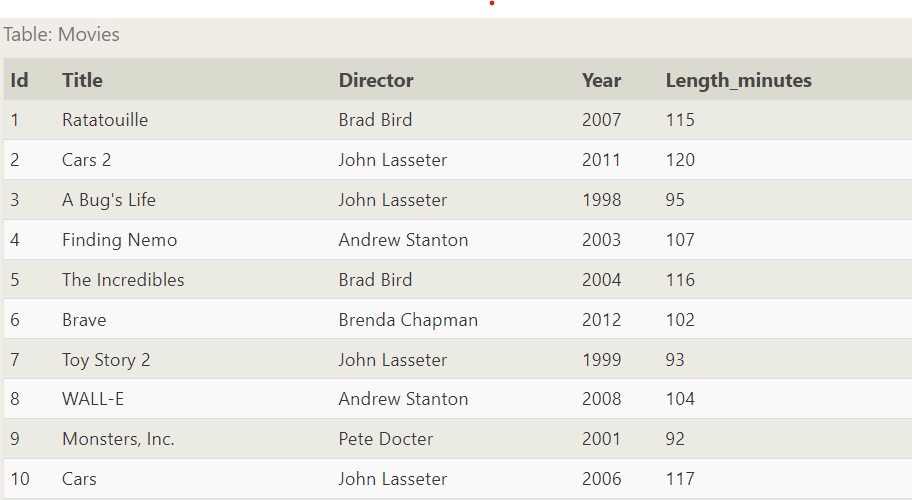 Table: Movies
Id Title Director Year Length_minutes
1 Ratatouille Brad Bird 2007 115
2 Cars 2 John Lasseter 2011 120
3 A Bug's Life John Lasseter 1998 95
4 Finding Nemo Andrew Stanton 2003 107
5 The Incredibles Brad Bird 2004 116
6 Brave Brenda Chapman 2012 102
7 Toy Story 2 John Lasseter 1999 93
8 WALL-E Andrew Stanton 2008 104
9 Monsters, Inc. Pete Docter 2001 92
10 Cars John Lasseter 2006 117